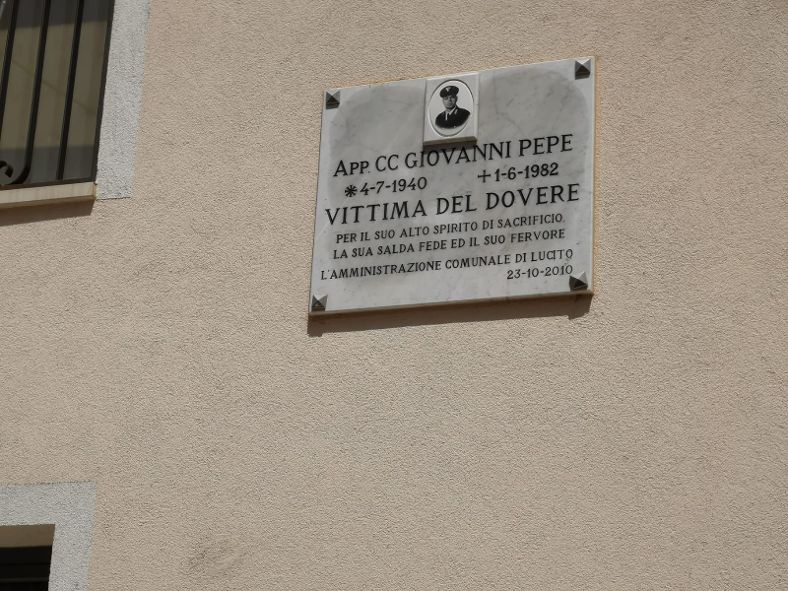 APP. CC GIOVANNI PEPE
*4-7-1940 +1-6-1982
VITTIMA DEL DOVERE
PER IL SUO ALTO SPIRITO DI SACRIFICIO.
LA SUA SALDA FEDE ED IL SUO FERVORE
L'AMMINISTRAZIONE COMUNALE DI LUCITO
23-10-2010